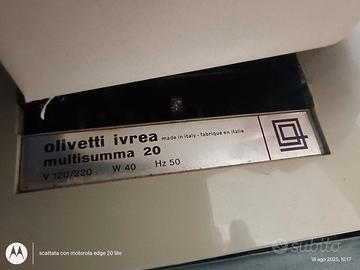 olivetti ivrea made in italy - fabriqué en italie
multisumma 20
V 120/220 W 40 Hz 50
scattata con motorola edge 20 lite
18 ago 2025, 10:17
subito